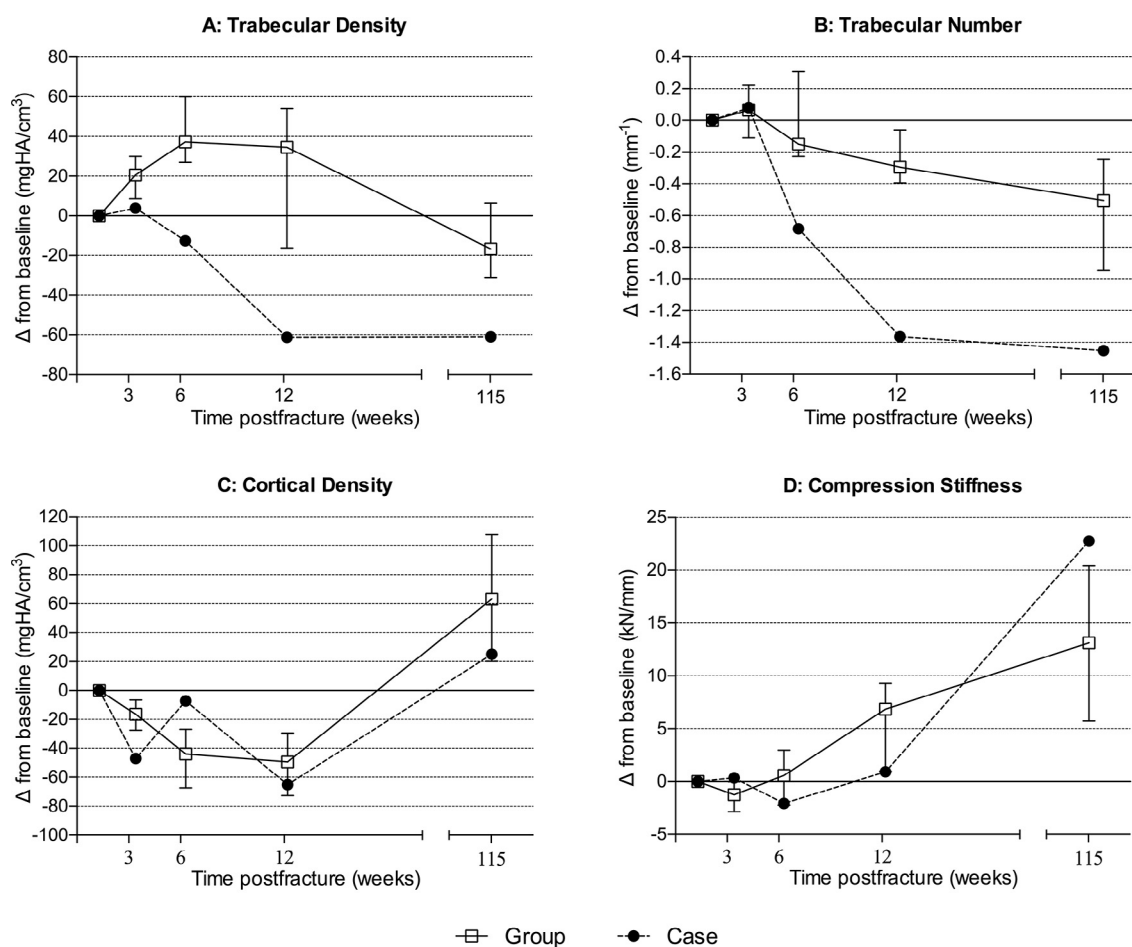 A: Trabecular Density
Δ from baseline (mgHA/cm³)
80
60
40
20
0
-20
-40
-60
-80
3 6 12 115
Time postfracture (weeks)
B: Trabecular Number
Δ from baseline (mm⁻¹)
0.4
0.2
0.0
-0.2
-0.4
-0.6
-0.8
-1.0
-1.2
-1.4
-1.6
3 6 12 115
Time postfracture (weeks)
C: Cortical Density
Δ from baseline (mgHA/cm³)
120
100
80
60
40
20
0
-20
-40
-60
-80
-100
3 6 12 115
Time postfracture (weeks)
D: Compression Stiffness
Δ from baseline (kN/mm)
25
20
15
10
5
0
-5
3 6 12 115
Time postfracture (weeks)
Group Case